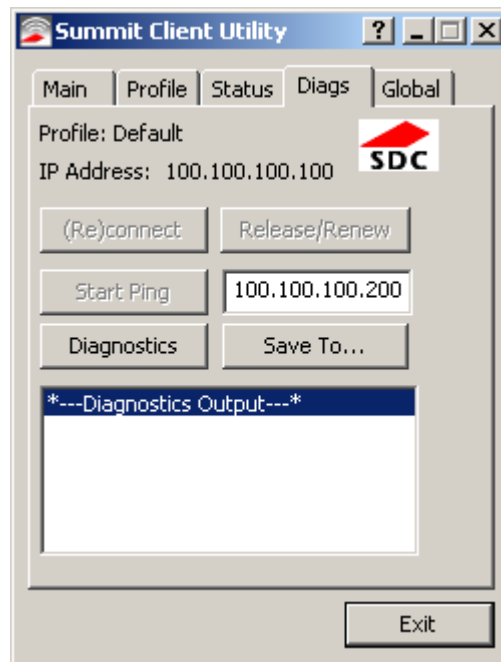 Summit Client Utility
Main Profile Status Diags Global
Profile: Default
IP Address: 100.100.100.100
SDC
(Re)connect Release/Renew
Start Ping 100.100.100.200
Diagnostics Save To...
*---Diagnostics Output---*
Exit